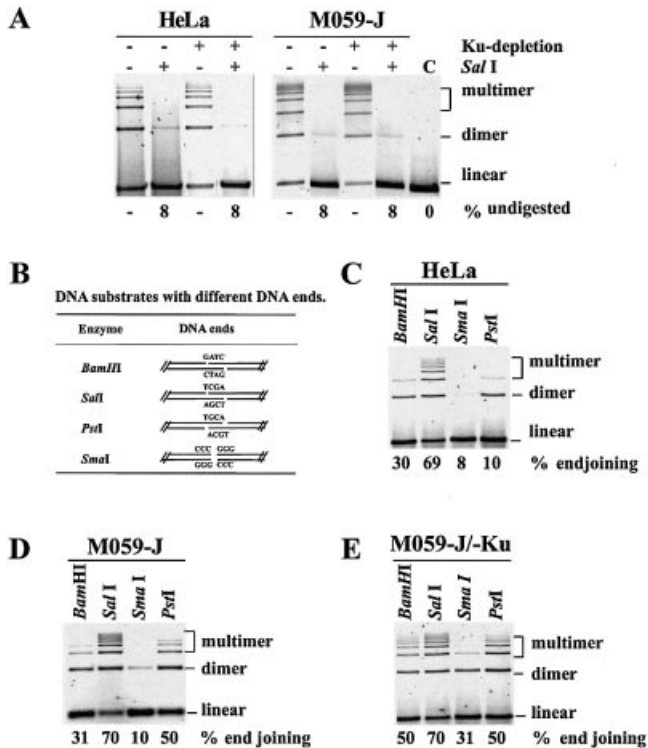 A
HeLa M059-J
- - + + - - + + Ku-depletion
- + - + - + - + C Sal I
multimer
dimer
linear
- 8 - 8 - 8 - 8 0 % undigested
B
DNA substrates with different DNA ends.
Enzyme DNA ends
BamHI GATC
CTAG
SalI TCGA
AGCT
PstI TGCA
ACGT
SmaI CCC GGG
GGG CCC
C
HeLa
BamHI Sal I Sma I PstI
multimer
dimer
linear
30 69 8 10 % endjoining
D
M059-J
BamHI Sal I Sma I PstI
multimer
dimer
linear
31 70 10 50 % end joining
E
M059-J/-Ku
BamHI Sal I Sma I PstI
multimer
dimer
linear
50 70 31 50 % end joining